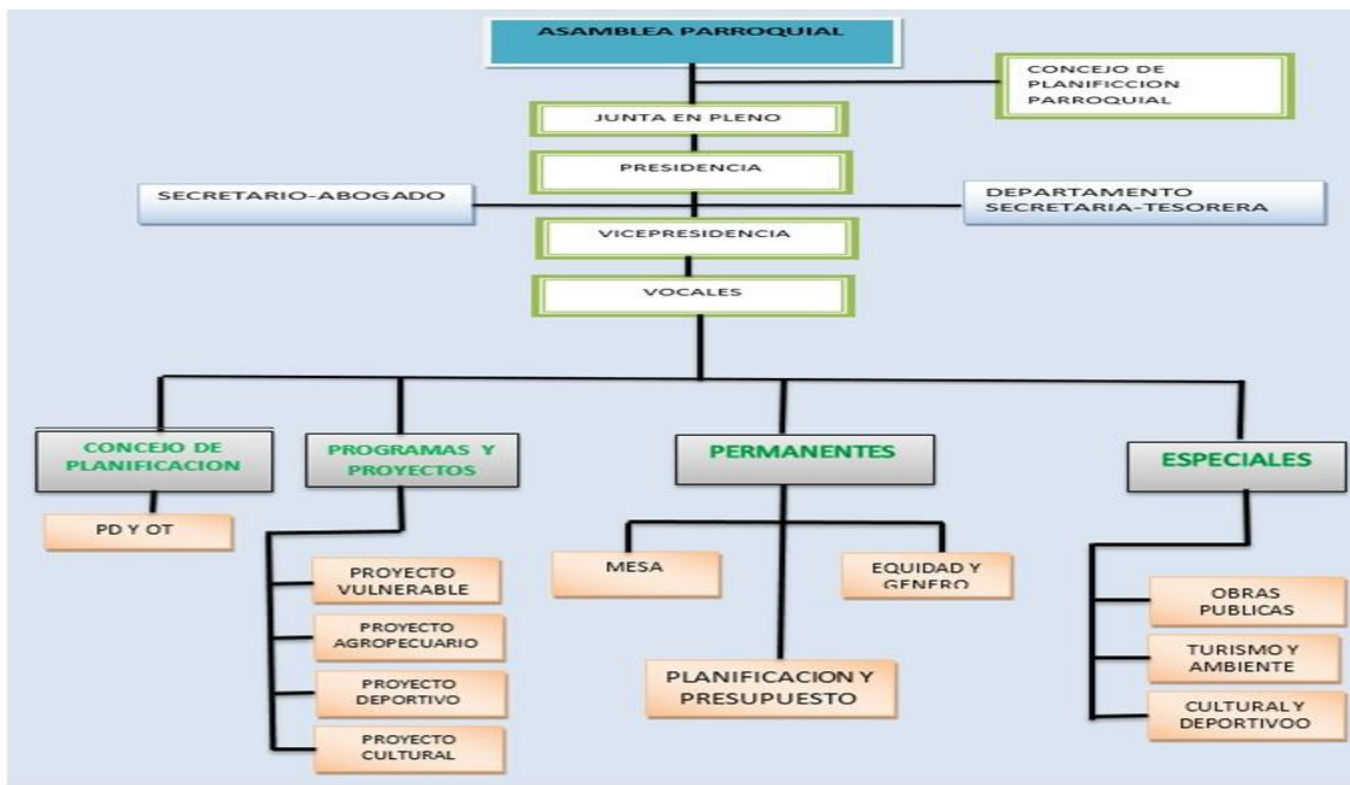 ASAMBLEA PARROQUIAL
CONCEJO DE
PLANIFICCION
PARROQUIAL
JUNTA EN PLENO
PRESIDENCIA
SECRETARIO-ABOGADO
DEPARTAMENTO
SECRETARIA-TESORERA
VICEPRESIDENCIA
VOCALES
CONCEJO DE
PLANIFICACION
PROGRAMAS Y
PROYECTOS
PERMANENTES
ESPECIALES
PD Y OT
PROYECTO
VULNERABLE
PROYECTO
AGROPECUARIO
PROYECTO
DEPORTIVO
PROYECTO
CULTURAL
MESA
EQUIDAD Y
GENERO
PLANIFICACION Y
PRESUPUESTO
OBRAS
PUBLICAS
TURISMO Y
AMBIENTE
CULTURAL Y
DEPORTIVOO